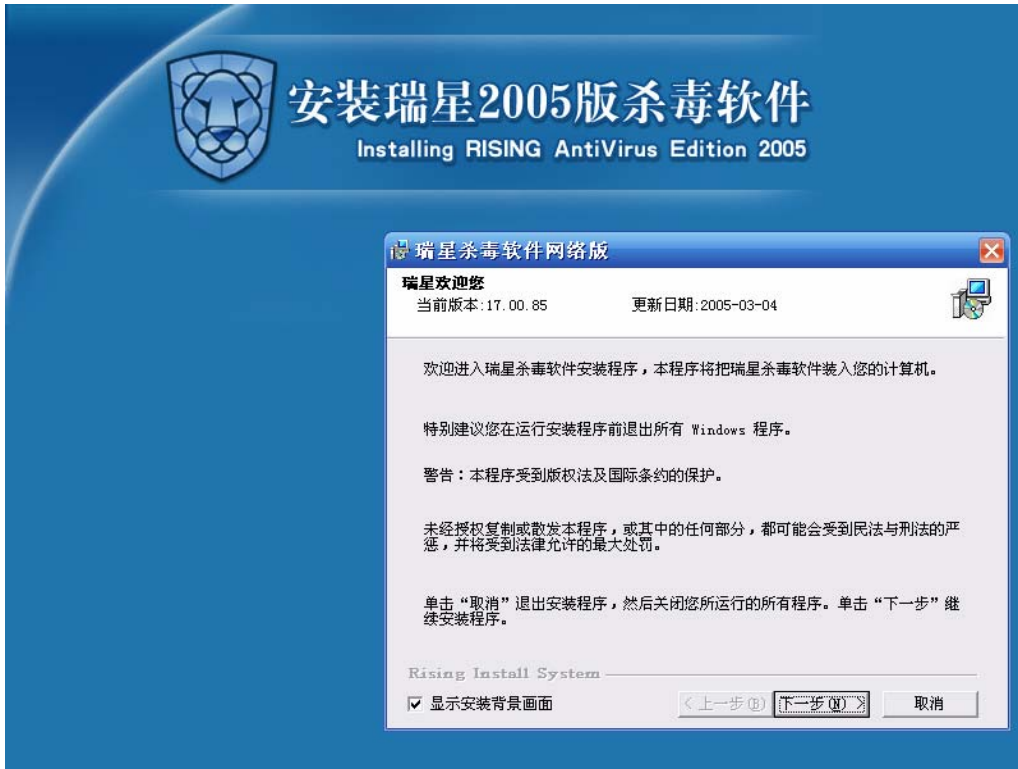 安装瑞星2005版杀毒软件
Installing RISING AntiVirus Edition 2005
瑞星杀毒软件网络版
瑞星欢迎您
当前版本:17.00.85 更新日期:2005-03-04
欢迎进入瑞星杀毒软件安装程序，本程序将把瑞星杀毒软件装入您的计算机。
特别建议您在运行安装程序前退出所有 Windows 程序。
警告：本程序受到版权法及国际条约的保护。
未经授权复制或散发本程序，或其中的任何部分，都可能会受到民法与刑法的严
惩，并将受到法律允许的最大处罚。
单击“取消”退出安装程序，然后关闭您所运行的所有程序。单击“下一步”继
续安装程序。
Rising Install System
显示安装背景画面 <上一步(B) 下一步(N) > 取消